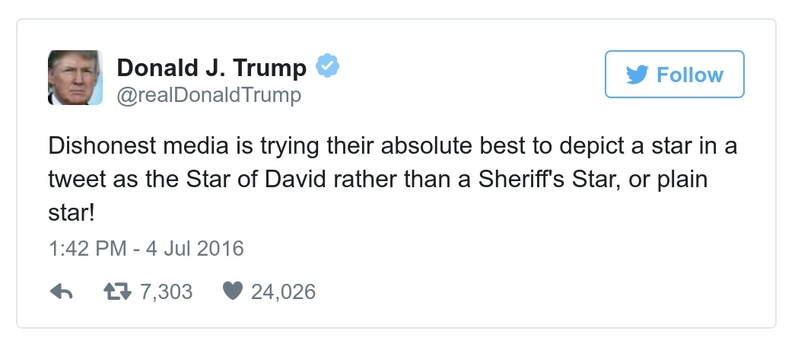 Donald J. Trump
@realDonaldTrump
Follow
Dishonest media is trying their absolute best to depict a star in a
tweet as the Star of David rather than a Sheriff's Star, or plain
star!
1:42 PM - 4 Jul 2016
7,303 24,026